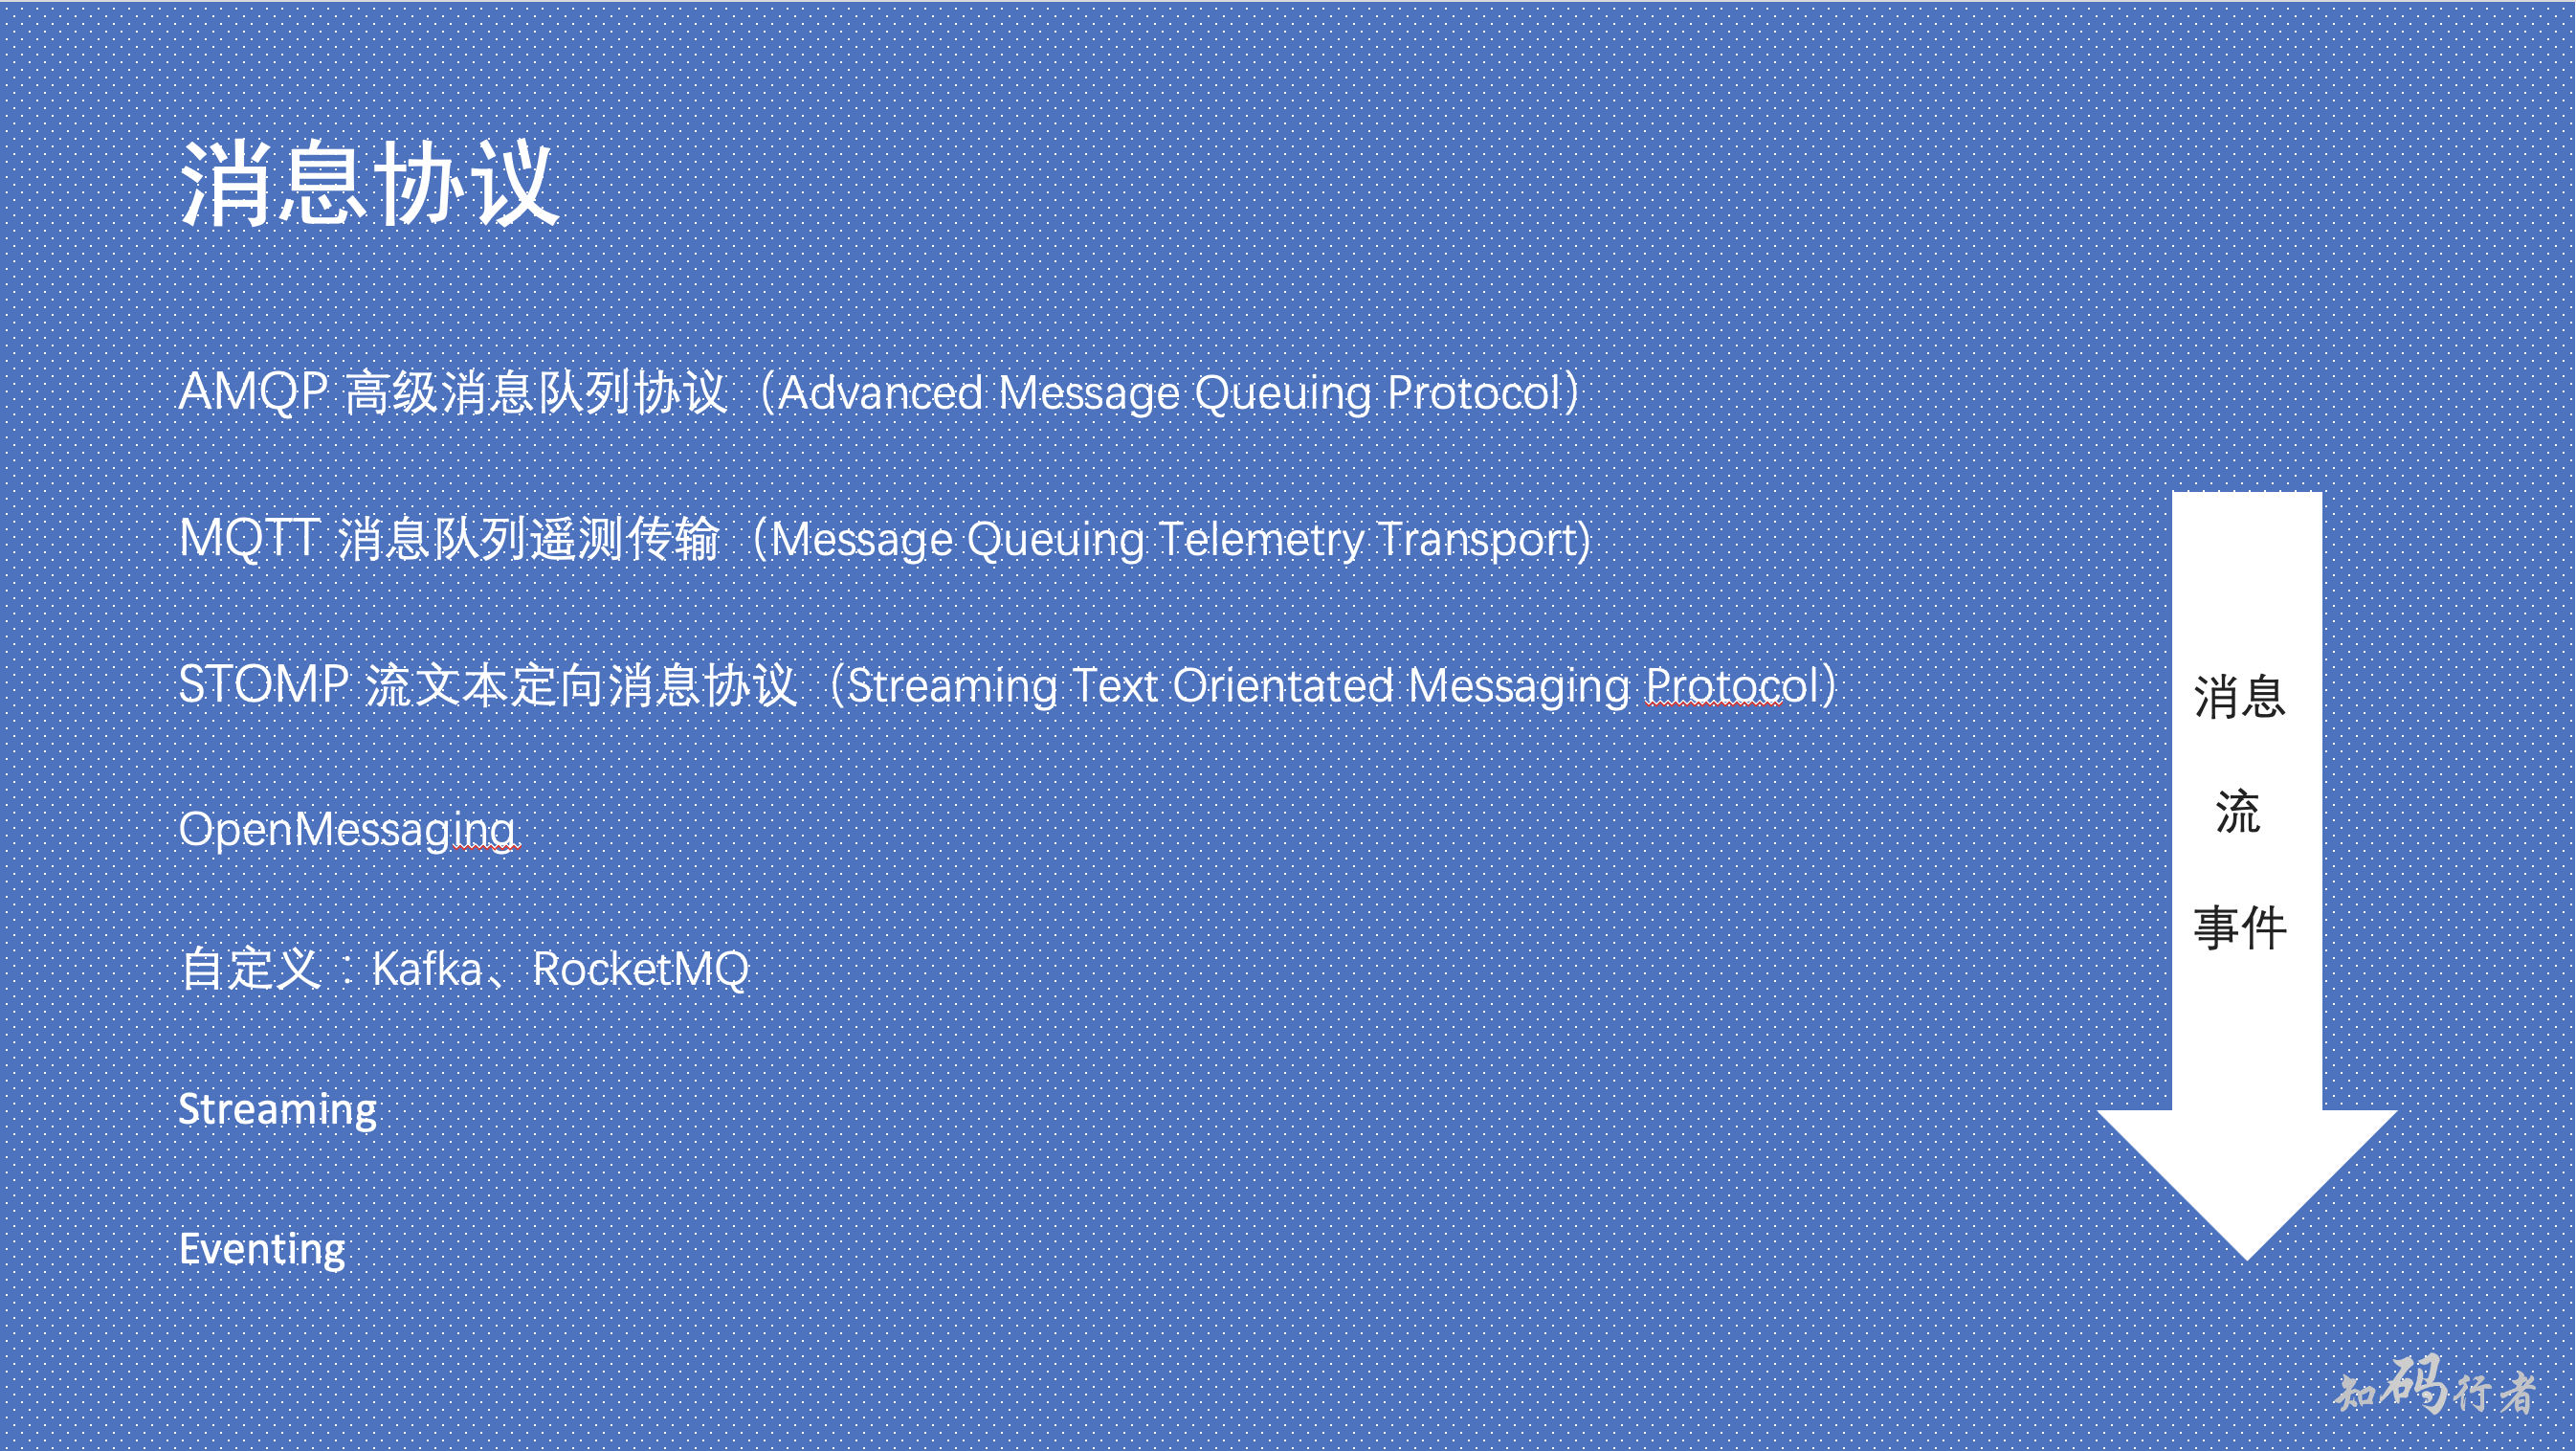 消息协议
AMQP 高级消息队列协议（Advanced Message Queuing Protocol）
MQTT 消息队列遥测传输（Message Queuing Telemetry Transport)
STOMP 流文本定向消息协议（Streaming Text Orientated Messaging Protocol）
OpenMessaging
自定义：Kafka、RocketMQ
Streaming
Eventing
消息
流
事件
知码行者